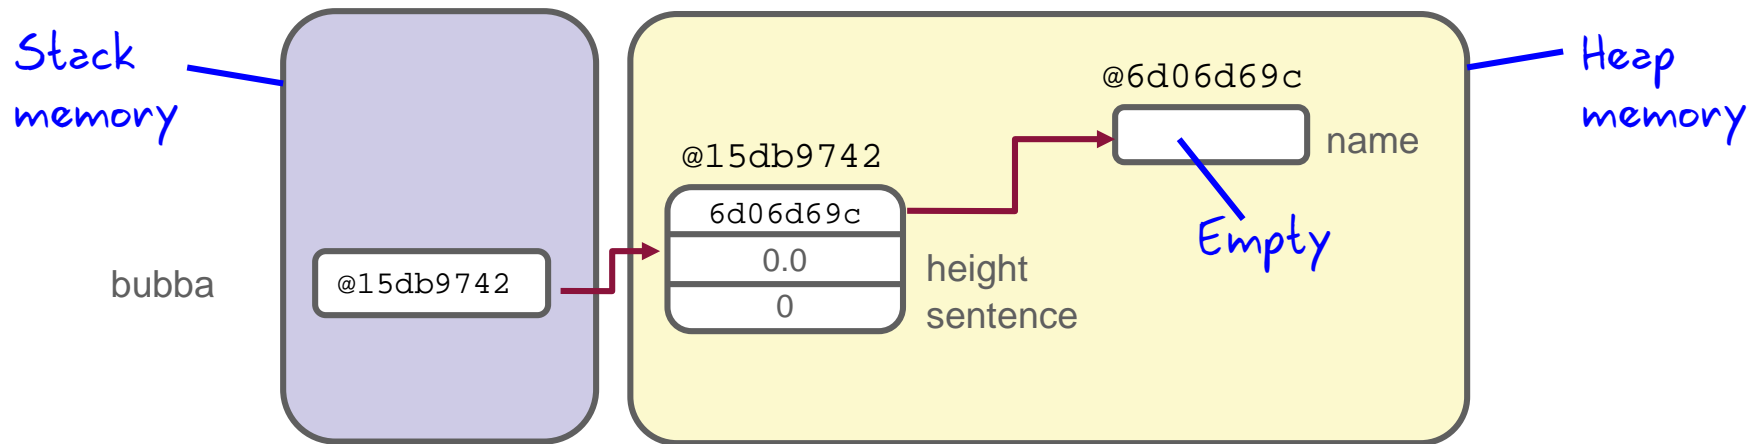 Stack
memory
Heap
memory
@6d06d69c
name
@15db9742
6d06d69c
0.0
height
0
sentence
Empty
bubba
@15db9742